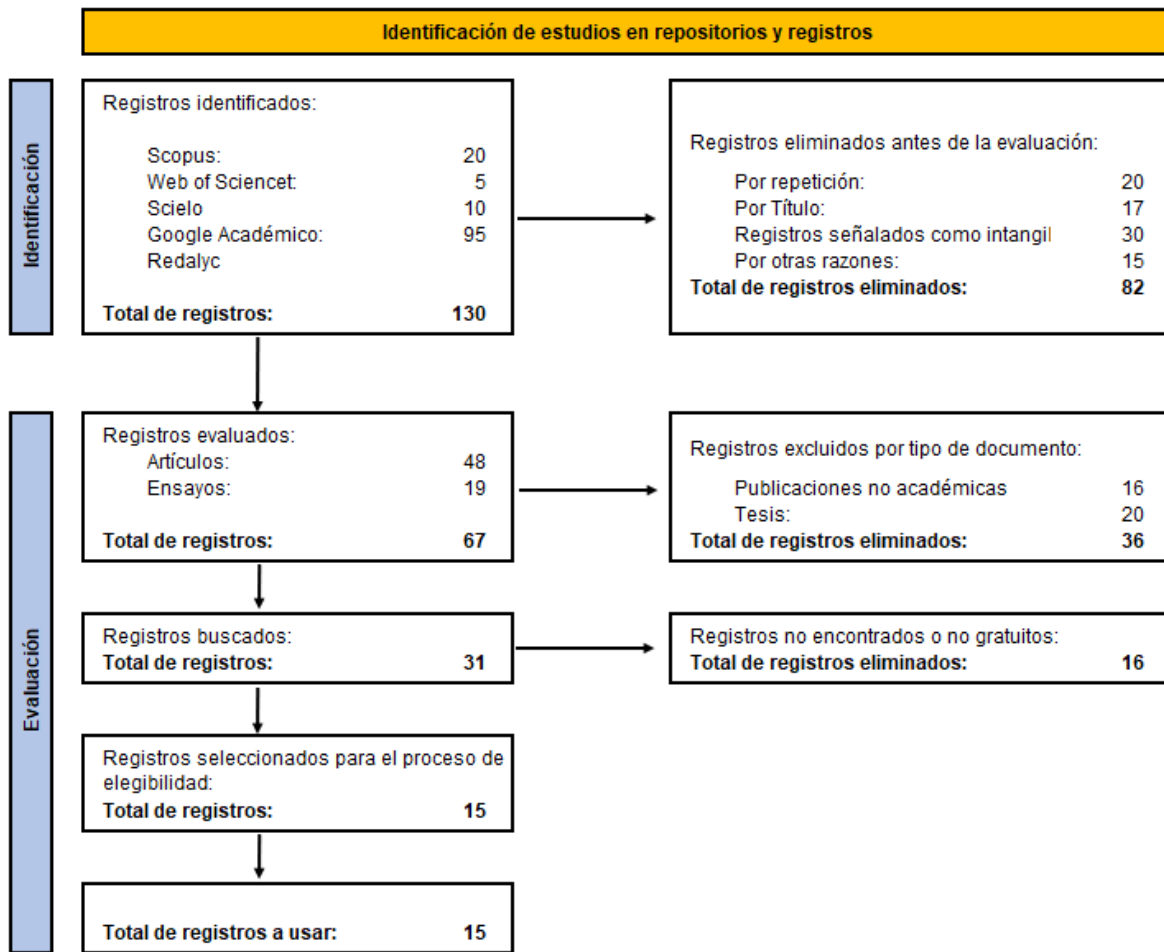 Identificación de estudios en repositorios y registros
Identificación
Registros identificados:
Scopus: 20
Web of Sciencet: 5
Scielo 10
Google Académico: 95
Redalyc
Total de registros: 130
Registros eliminados antes de la evaluación:
Por repetición: 20
Por Título: 17
Registros señalados como intangil 30
Por otras razones: 15
Total de registros eliminados: 82
Evaluación
Registros evaluados:
Artículos: 48
Ensayos: 19
Total de registros: 67
Registros excluidos por tipo de documento:
Publicaciones no académicas 16
Tesis: 20
Total de registros eliminados: 36
Registros buscados:
Total de registros: 31
Registros no encontrados o no gratuitos:
Total de registros eliminados: 16
Registros seleccionados para el proceso de
elegibilidad:
Total de registros: 15
Total de registros a usar: 15